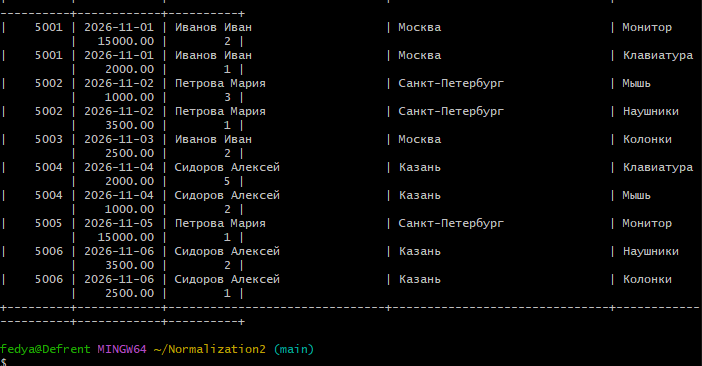 ----------+------------+----------+
|    5001 | 2026-11-01 | Иванов Иван                    | Москва                         | Монитор
          |   15000.00 |        2 |
|    5001 | 2026-11-01 | Иванов Иван                    | Москва                         | Клавиатура
          |    2000.00 |        1 |
|    5002 | 2026-11-02 | Петрова Мария                  | Санкт-Петербург                | Мышь
          |    1000.00 |        3 |
|    5002 | 2026-11-02 | Петрова Мария                  | Санкт-Петербург                | Наушники
          |    3500.00 |        1 |
|    5003 | 2026-11-03 | Иванов Иван                    | Москва                         | Колонки
          |    2500.00 |        2 |
|    5004 | 2026-11-04 | Сидоров Алексей                | Казань                         | Клавиатура
          |    2000.00 |        5 |
|    5004 | 2026-11-04 | Сидоров Алексей                | Казань                         | Мышь
          |    1000.00 |        2 |
|    5005 | 2026-11-05 | Петрова Мария                  | Санкт-Петербург                | Монитор
          |   15000.00 |        1 |
|    5006 | 2026-11-06 | Сидоров Алексей                | Казань                         | Наушники
          |    3500.00 |        2 |
|    5006 | 2026-11-06 | Сидоров Алексей                | Казань                         | Колонки
          |    2500.00 |        1 |
+---------+------------+--------------------------------+--------------------------------+------------
----------+------------+----------+
fedya@Defrent MINGW64 ~/Normalization2 (main)
$